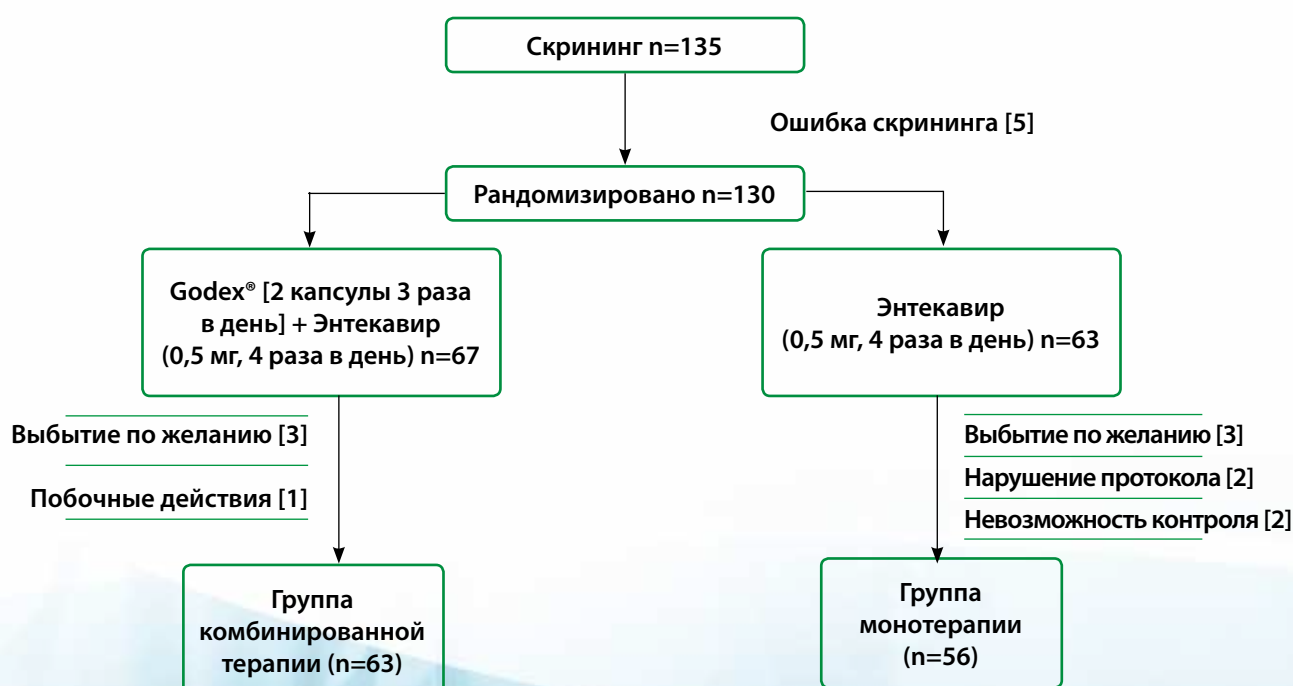 Скрининг n=135
Ошибка скрининга [5]
Рандомизировано n=130
Godex® [2 капсулы 3 раза
в день] + Энтекавир
(0,5 мг, 4 раза в день) n=67
Энтекавир
(0,5 мг, 4 раза в день) n=63
Выбытие по желанию [3]
Побочные действия [1]
Выбытие по желанию [3]
Нарушение протокола [2]
Невозможность контроля [2]
Группа
комбинированной
терапии (n=63)
Группа
монотерапии
(n=56)